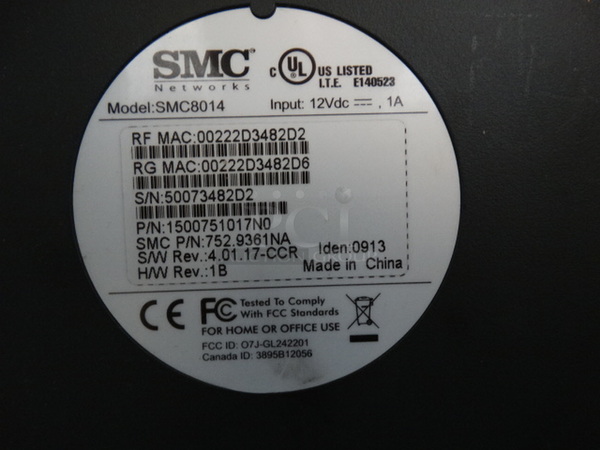 SMC
Networks
Model:SMC8014
c UL US LISTED
I.T.E. E140523
Input: 12Vdc ⎓, 1A
RF MAC:00222D3482D2
RG MAC:00222D3482D6
S/N:50073482D2
P/N:1500751017N0
SMC P/N:752.9361NA
S/W Rev.:4.01.17-CCR
H/W Rev.:1B
Iden:0913
Made in China
CE FC Tested To Comply
With FCC Standards
FOR HOME OR OFFICE USE
FCC ID: O7J-GL242201
Canada ID: 3895B12056